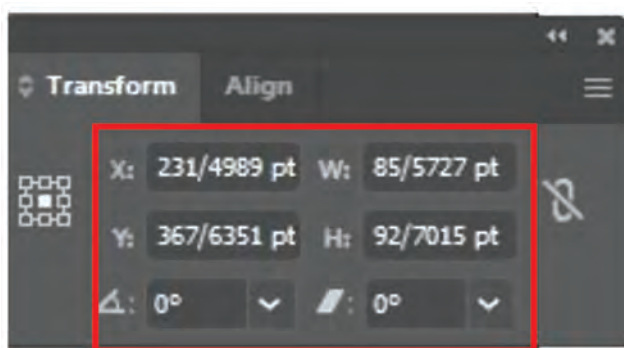 Transform Align
X: 231/4989 pt W: 85/5727 pt
Y: 367/6351 pt H: 92/7015 pt
: 0° : 0°